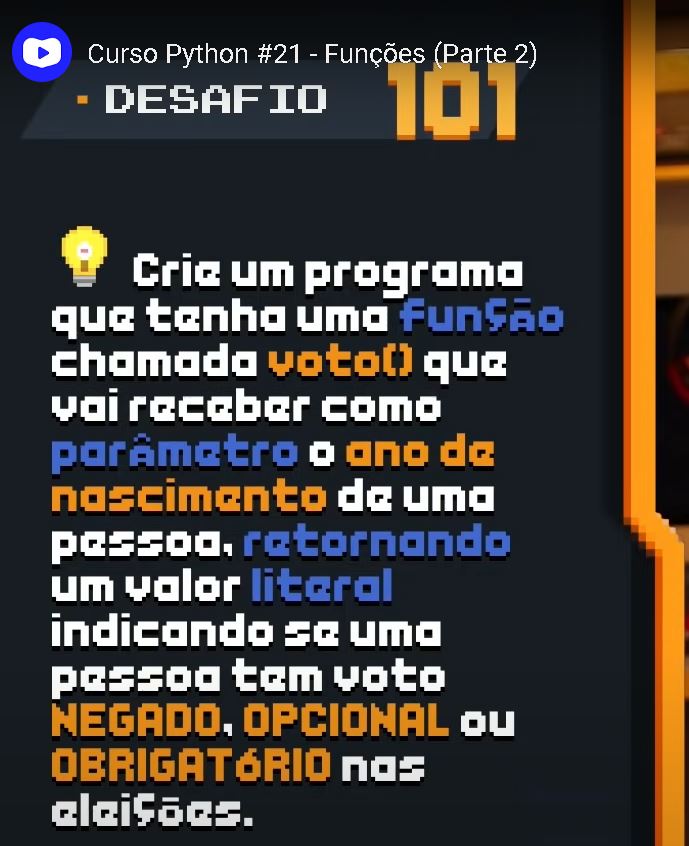 Curso Python #21 - Funções (Parte 2)
DESAFIO 101
Crie um programa
que tenha uma função
chamada voto() que
vai receber como
parâmetro o ano de
nascimento de uma
pessoa, retornando
um valor literal
indicando se uma
pessoa tem voto
NEGADO, OPCIONAL ou
OBRIGATóRIO nas
eleições.